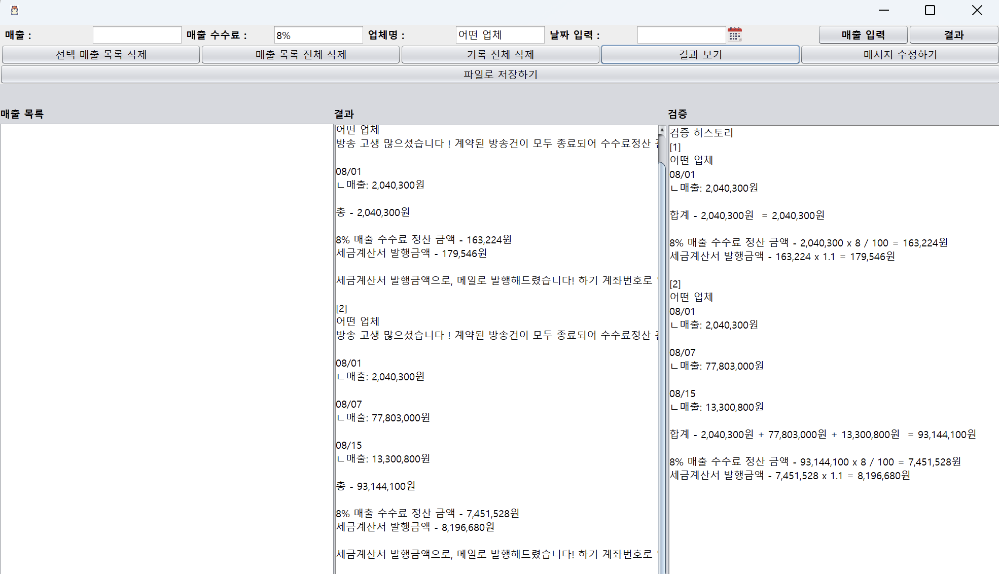 매출 :
매출 수수료 :
8%
업체명 :
어떤 업체
날짜 입력 :
매출 입력
결과
선택 매출 목록 삭제
매출 목록 전체 삭제
기록 전체 삭제
결과 보기
메시지 수정하기
파일로 저장하기
매출 목록
결과
어떤 업체
방송 고생 많으셨습니다 ! 계약된 방송건이 모두 종료되어 수수료정산
08/01
ㄴ매출: 2,040,300원
총 - 2,040,300원
8% 매출 수수료 정산 금액 - 163,224원
세금계산서 발행금액 - 179,546원
세금계산서 발행금액으로, 메일로 발행해드렸습니다! 하기 계좌번호로
[2]
어떤 업체
방송 고생 많으셨습니다 ! 계약된 방송건이 모두 종료되어 수수료정산
08/01
ㄴ매출: 2,040,300원
08/07
ㄴ매출: 77,803,000원
08/15
ㄴ매출: 13,300,800원
총 - 93,144,100원
8% 매출 수수료 정산 금액 - 7,451,528원
세금계산서 발행금액 - 8,196,680원
세금계산서 발행금액으로, 메일로 발행해드렸습니다! 하기 계좌번호로
검증
검증 히스토리
[1]
어떤 업체
08/01
ㄴ매출: 2,040,300원
합계 - 2,040,300원  = 2,040,300원
8% 매출 수수료 정산 금액 - 2,040,300 x 8 / 100 = 163,224원
세금계산서 발행금액 - 163,224 x 1.1 = 179,546원
[2]
어떤 업체
08/01
ㄴ매출: 2,040,300원
08/07
ㄴ매출: 77,803,000원
08/15
ㄴ매출: 13,300,800원
합계 - 2,040,300원 + 77,803,000원 + 13,300,800원  = 93,144,100원
8% 매출 수수료 정산 금액 - 93,144,100 x 8 / 100 = 7,451,528원
세금계산서 발행금액 - 7,451,528 x 1.1 = 8,196,680원